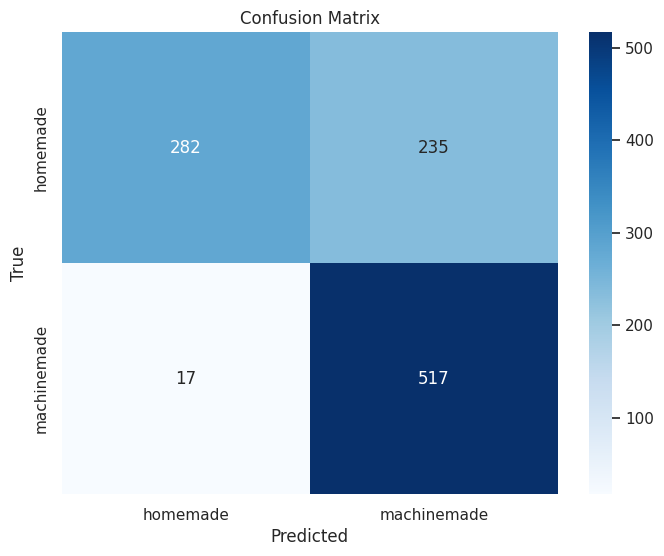 Confusion Matrix
homemade
282
235
machinemade
17
517
True
homemade
machinemade
Predicted
500
400
300
200
100